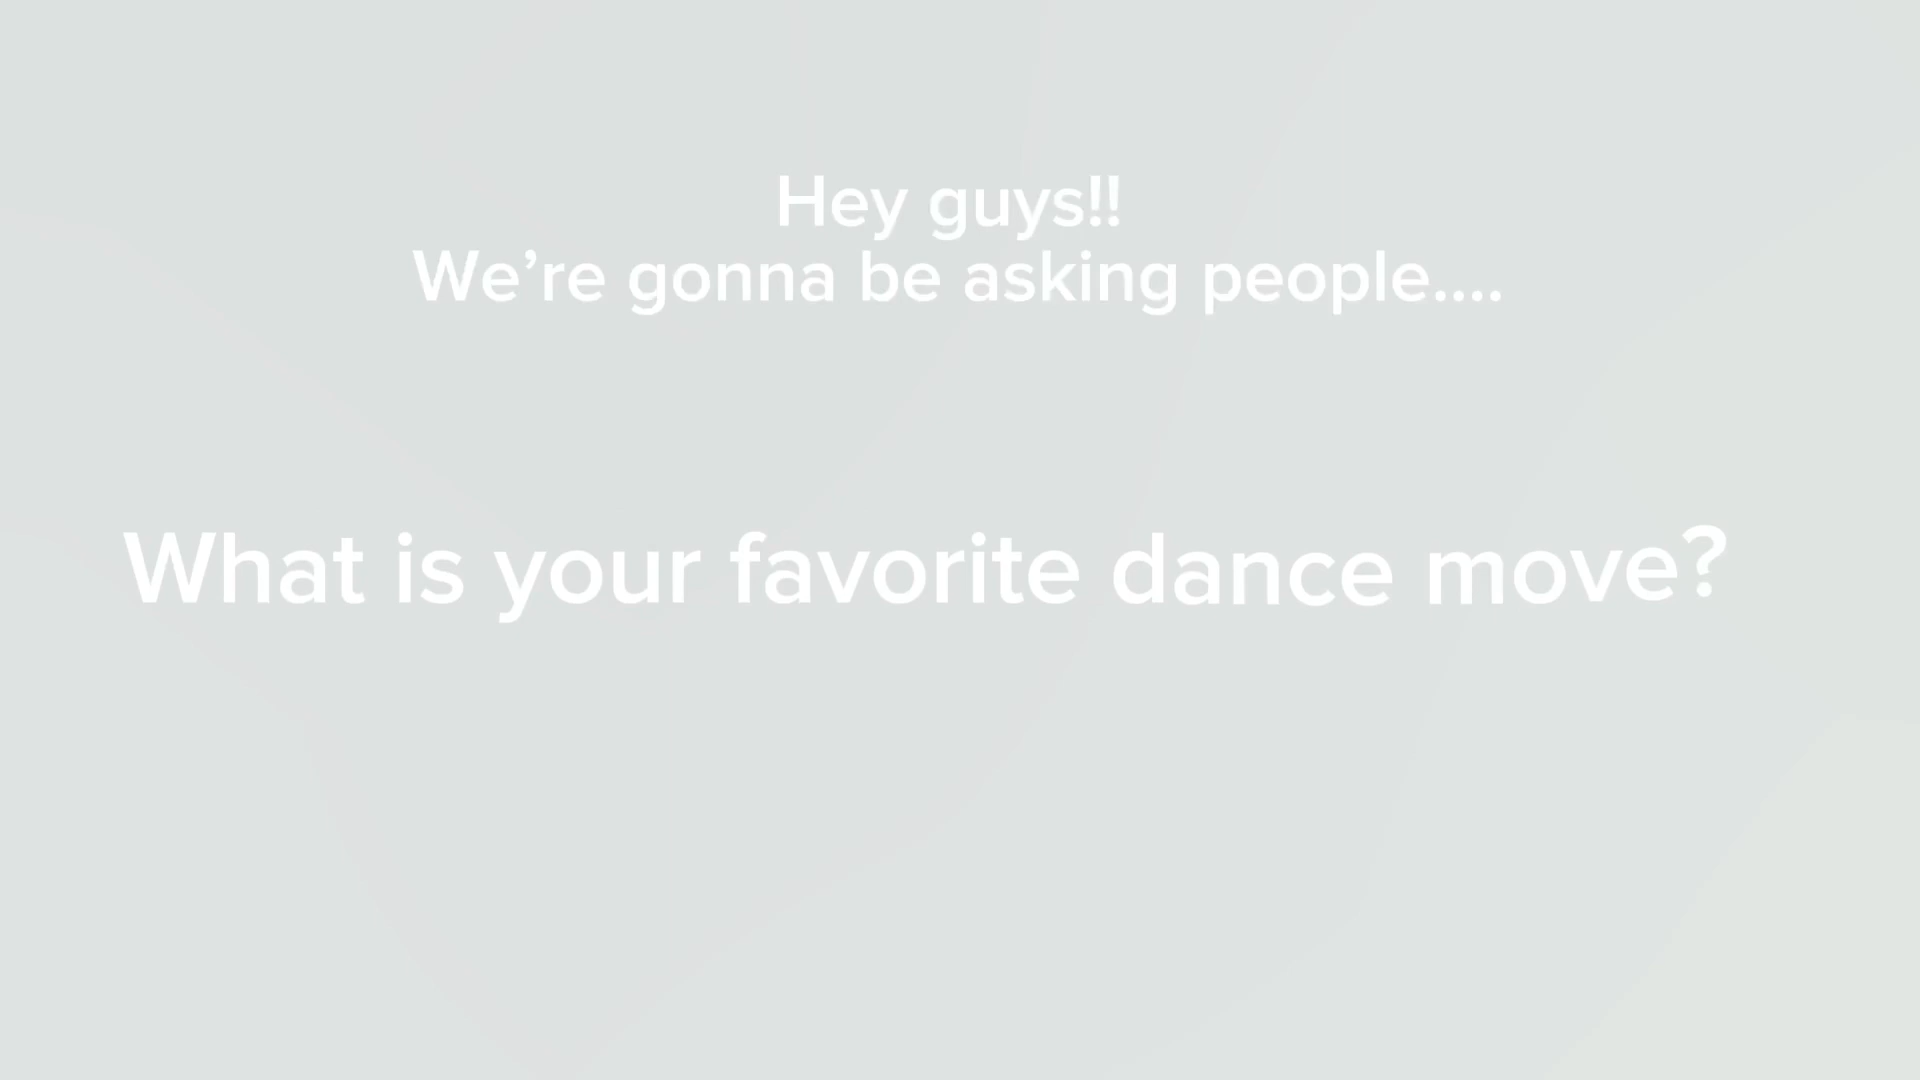 Hey guys!!
We’re gonna be asking people....
What is your favorite dance move?